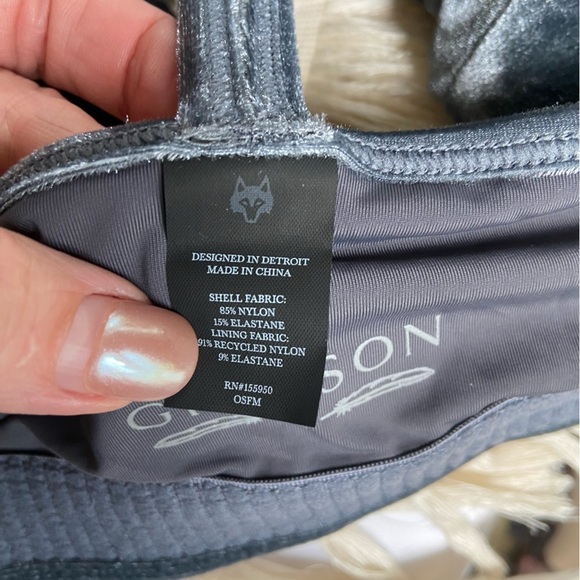 DESIGNED IN DETROIT
MADE IN CHINA
SHELL FABRIC:
85% NYLON
15% ELASTANE
LINING FABRIC:
91% RECYCLED NYLON
9% ELASTANE
RN#155950
OSFM